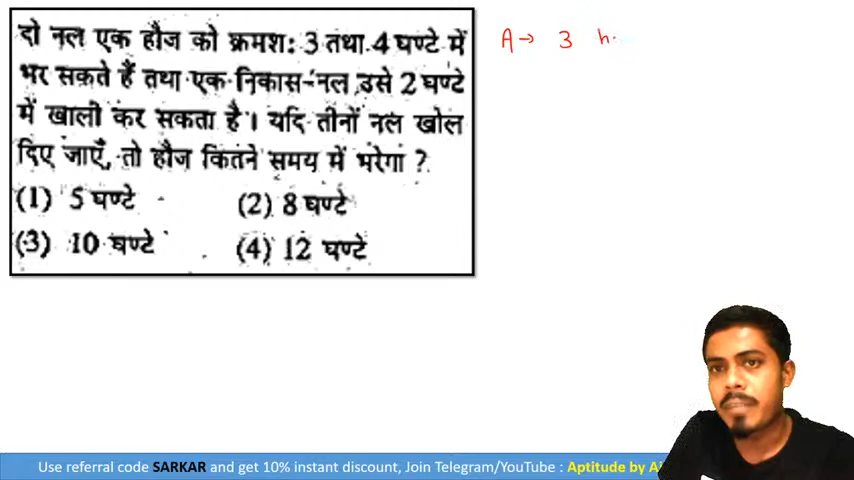 दो नल एक हौज को क्रमश: 3 तथा 4 घण्टे में
भर सकते हैं तथा एक निकास-नल उसे 2 घण्टे
में खाली कर सकता है। यदि तीनों नल खोल
दिए जाएँ, तो हौज कितने समय में भरेगा ?
(1) 5 घण्टे (2) 8 घण्टे
(3) 10 घण्टे (4) 12 घण्टे
A→ 3 h.
Use referral code SARKAR and get 10% instant discount, Join Telegram/YouTube : Aptitude by